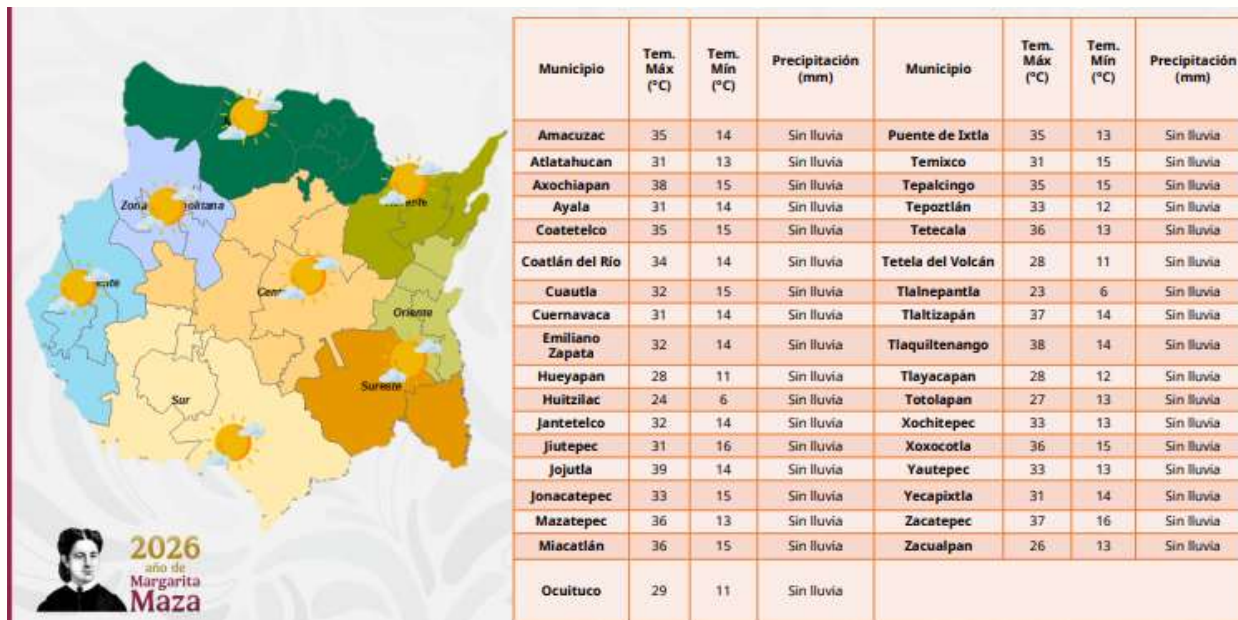 Zona
politana
Cent
Oriente
Sureste
Sur
2026
año de
Margarita
Maza
Municipio Tem. Máx (°C) Tem. Mín (°C) Precipitación (mm) Municipio Tem. Máx (°C) Tem. Mín (°C) Precipitación (mm)
Amacuzac 35 14 Sin lluvia Puente de Ixtla 35 13 Sin lluvia
Atlatahucan 31 13 Sin lluvia Temixco 31 15 Sin lluvia
Axochiapan 38 15 Sin lluvia Tepalcingo 35 15 Sin lluvia
Ayala 31 14 Sin lluvia Tepoztlán 33 12 Sin lluvia
Coatetelco 35 15 Sin lluvia Tetecala 36 13 Sin lluvia
Coatlán del Río 34 14 Sin lluvia Tetela del Volcán 28 11 Sin lluvia
Cuautla 32 15 Sin lluvia Tlalnepantla 23 6 Sin lluvia
Cuernavaca 31 14 Sin lluvia Tlaltizapán 37 14 Sin lluvia
Emiliano Zapata 32 14 Sin lluvia Tlaquiltenango 38 14 Sin lluvia
Hueyapan 28 11 Sin lluvia Tlayacapan 28 12 Sin lluvia
Huitzilac 24 6 Sin lluvia Totolapan 27 13 Sin lluvia
Jantetelco 32 14 Sin lluvia Xochitepec 33 13 Sin lluvia
Jiutepec 31 16 Sin lluvia Xoxocotla 36 15 Sin lluvia
Jojutla 39 14 Sin lluvia Yautepec 33 13 Sin lluvia
Jonacatepec 33 15 Sin lluvia Yecapixtla 31 14 Sin lluvia
Mazatepec 36 13 Sin lluvia Zacatepec 37 16 Sin lluvia
Miacatlán 36 15 Sin lluvia Zacualpan 26 13 Sin lluvia
Ocuituco 29 11 Sin lluvia